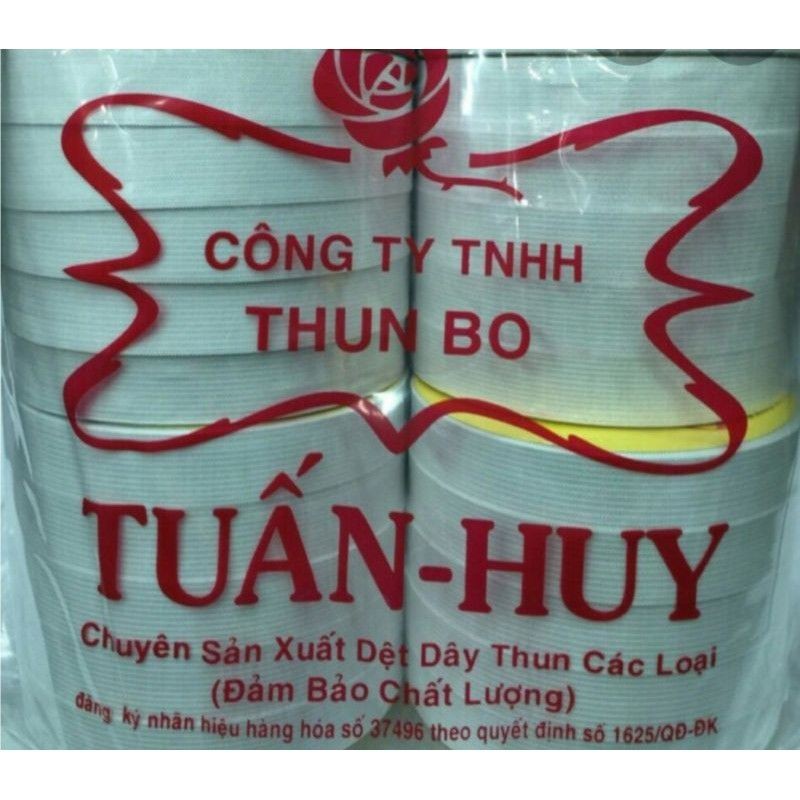 CÔNG TY TNHH
THUN BO
TUẤN-HUY
Chuyên Sản Xuất Dệt Dây Thun Các Loại
(Đảm Bảo Chất Lượng)
đăng ký nhãn hiệu hàng hóa số 37496 theo quyết định số 1625/QĐ-ĐK